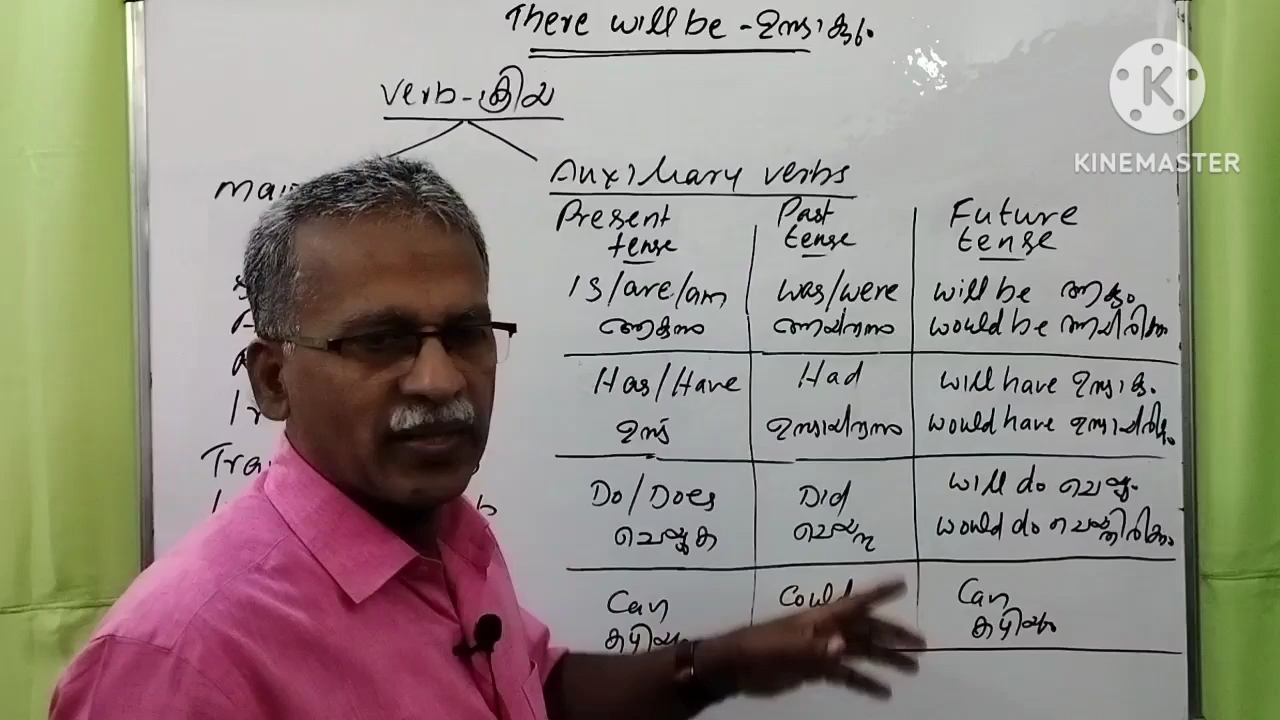 There will be - ഉണ്ടാകും
verb - ക്രിയ
Auxiliary verbs
Present tense
Past tense
Future tense
Is/are/am
was/were
will be ആകും
ആകുന്നു
ആയിരുന്നു
would be ആയിരിക്കും
Has/Have
Had
will have ഉണ്ടാകും
ഉണ്ട്
ഉണ്ടായിരുന്നു
would have ഉണ്ടായിരിക്കും
Do/Does
Did
will do ചെയ്യും
ചെയ്യുക
ചെയ്തു
would do ചെയ്തിരിക്കും
Can
Could
Can
കഴിയും
കഴിയും
KINEMASTER